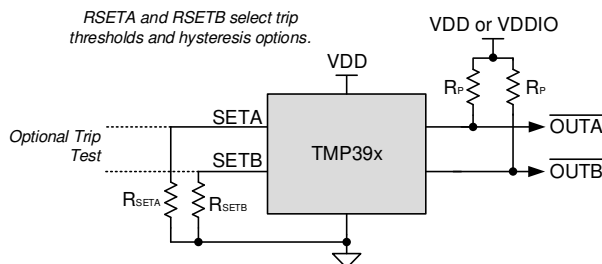 RSETA and RSETB select trip
thresholds and hysteresis options.
VDD or VDDIO
VDD
RP
RP
SETA
OUTA
Optional Trip
Test
SETB
TMP39x
OUTB
RSETA
RSETB